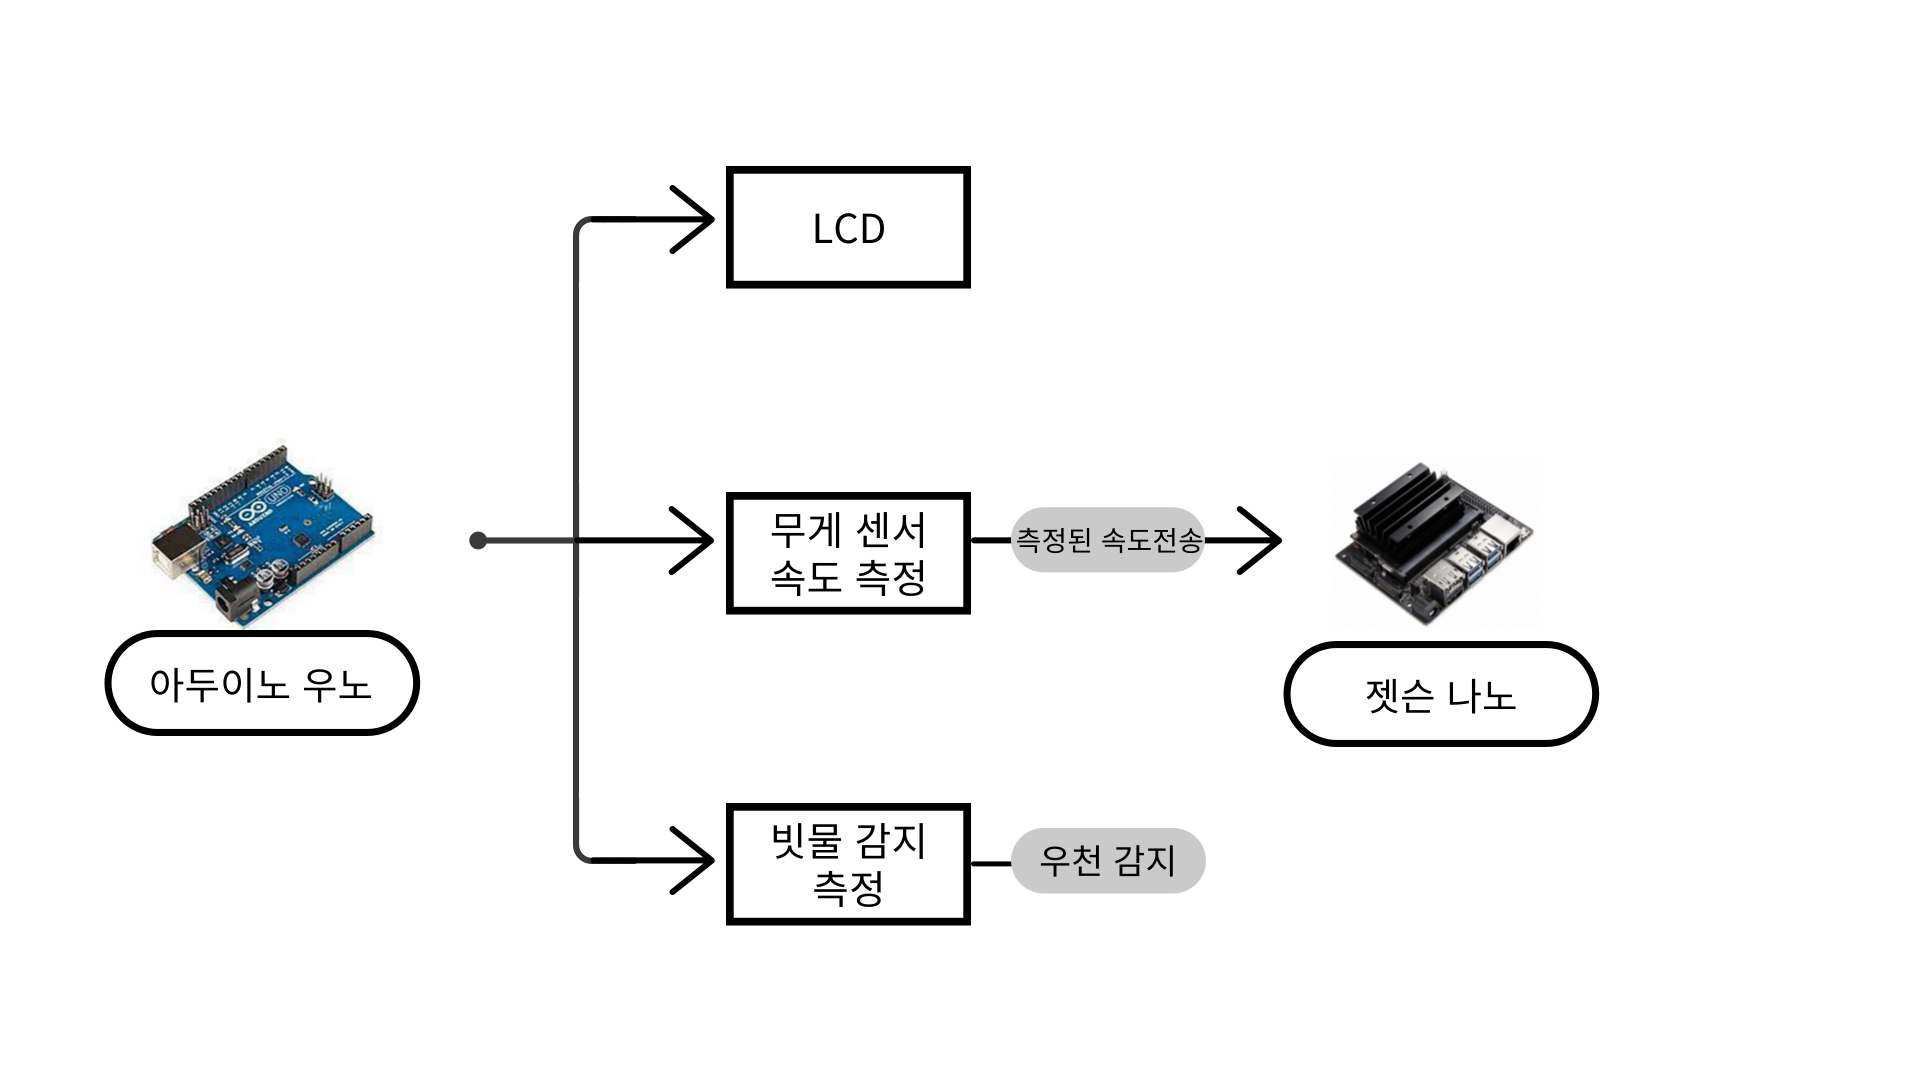 LCD
무게 센서
속도 측정
측정된 속도전송
UNO
아두이노 우노
젯슨 나노
빗물 감지
측정
우천 감지